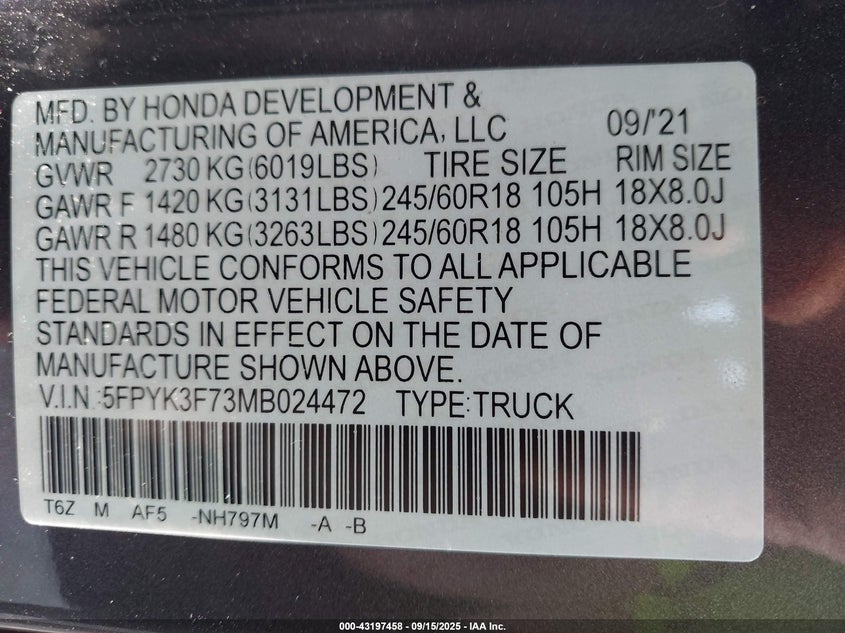 MFD. BY HONDA DEVELOPMENT &
MANUFACTURING OF AMERICA, LLC 09/'21
GVWR 2730 KG(6019LBS) TIRE SIZE RIM SIZE
GAWR F 1420 KG(3131LBS)245/60R18 105H 18X8.0J
GAWR R 1480 KG(3263LBS)245/60R18 105H 18X8.0J
THIS VEHICLE CONFORMS TO ALL APPLICABLE
FEDERAL MOTOR VEHICLE SAFETY
STANDARDS IN EFFECT ON THE DATE OF
MANUFACTURE SHOWN ABOVE.
V.I.N.:5FPYK3F73MB024472 TYPE:TRUCK
T6Z M AF5 -NH797M -A -B
000-43197458 - 09/15/2025 - IAA Inc.